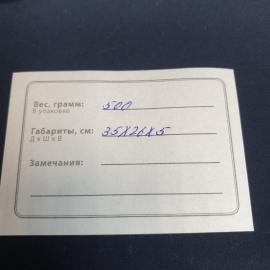 Вес, грамм: 500
В упаковке
Габариты, см: 35х26х5
Д х Ш х В
Замечания: